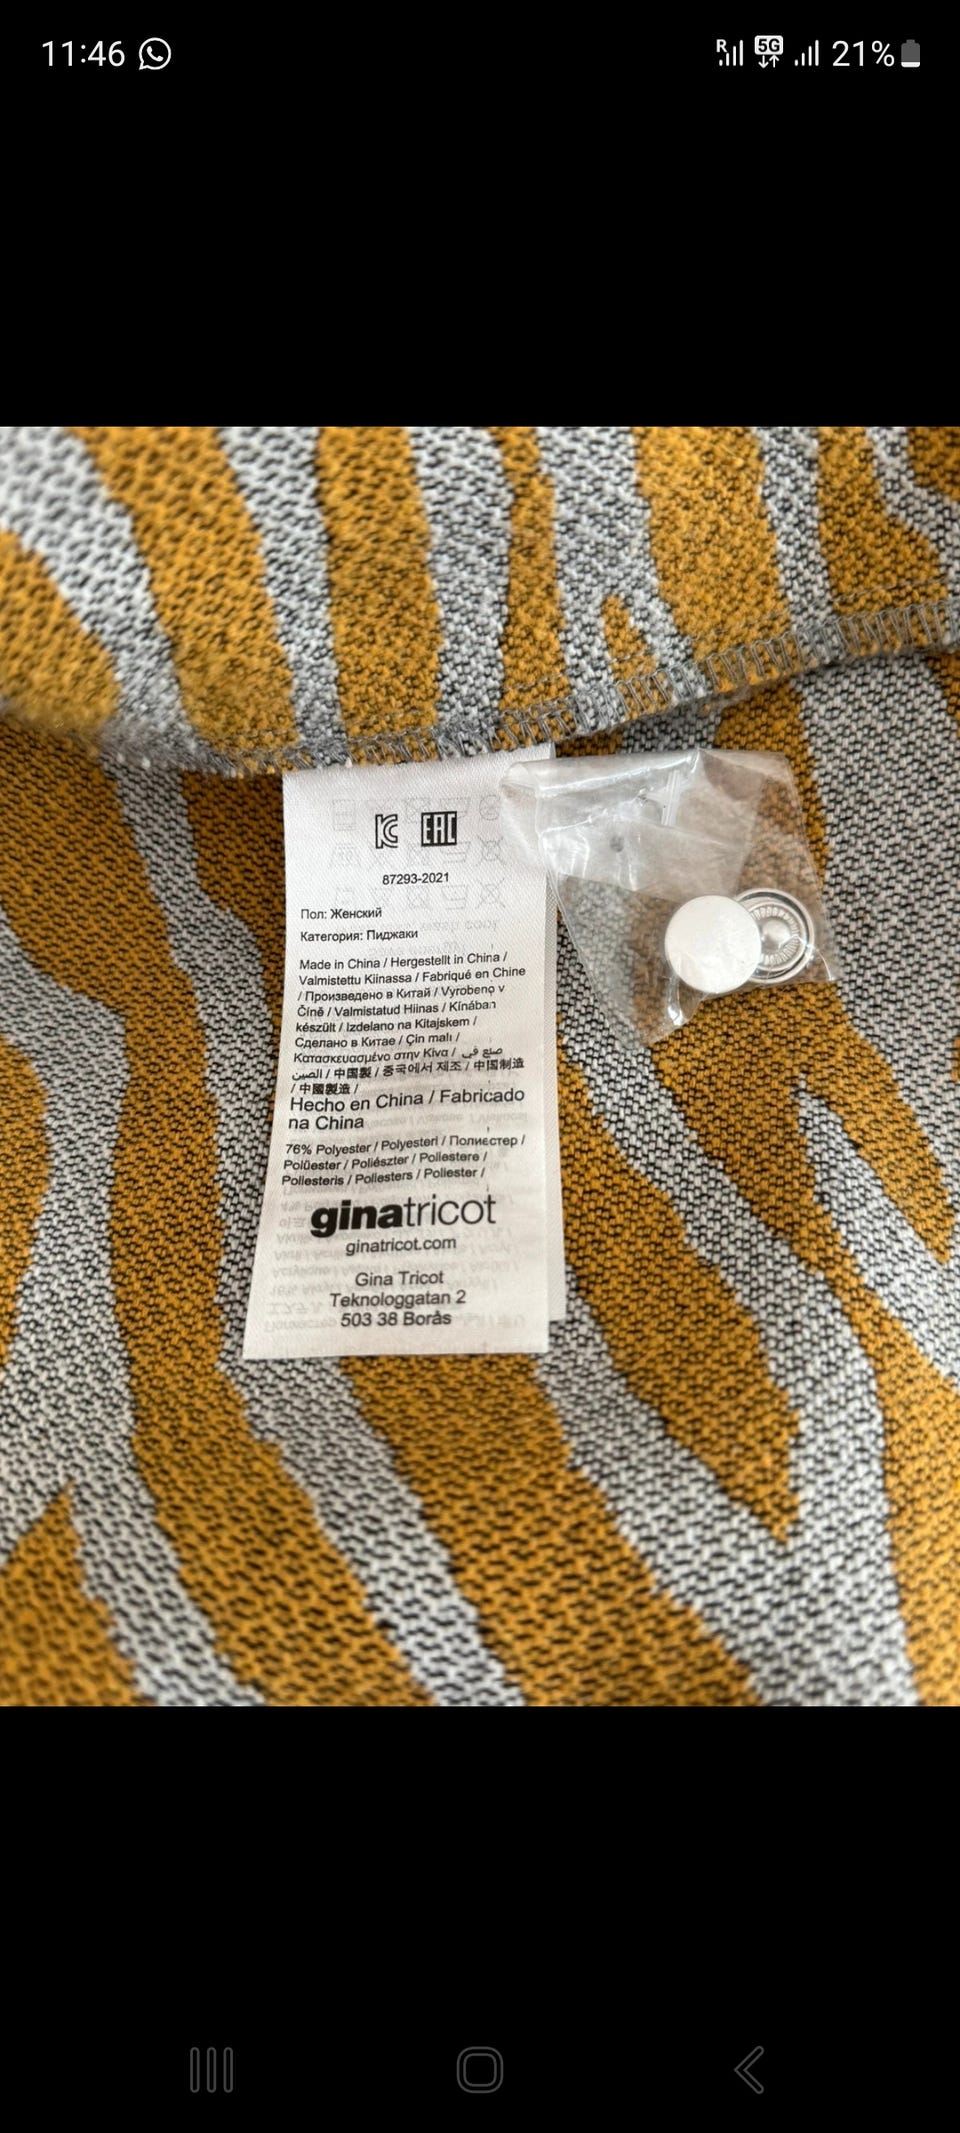 11:46
R 5G 21%
KC EAC
87293-2021
Пол: Женский
Категория: Пиджаки
Made in China / Hergestellt in China /
Valmistettu Kiinassa / Fabriqué en Chine
/ Произведено в Китай / Vyrobeno v
Číně / Valmistatud Hiinas / Kínában
készült / Izdelano na Kitajskem /
Сделано в Китае / Çin malı /
Κατασκευασμένο στην Κίνα / صنع في
الصين / 中国製 / 중국에서 제조 / 中国制造
/ 中國製造 /
Hecho en China / Fabricado
na China
76% Polyester / Polyesteri / Полиестер /
Polüester / Poliészter / Poliestere /
Poliesteris / Poliesters / Poliester /
ginatricot
ginatricot.com
Gina Tricot
Teknologgatan 2
503 38 Borås